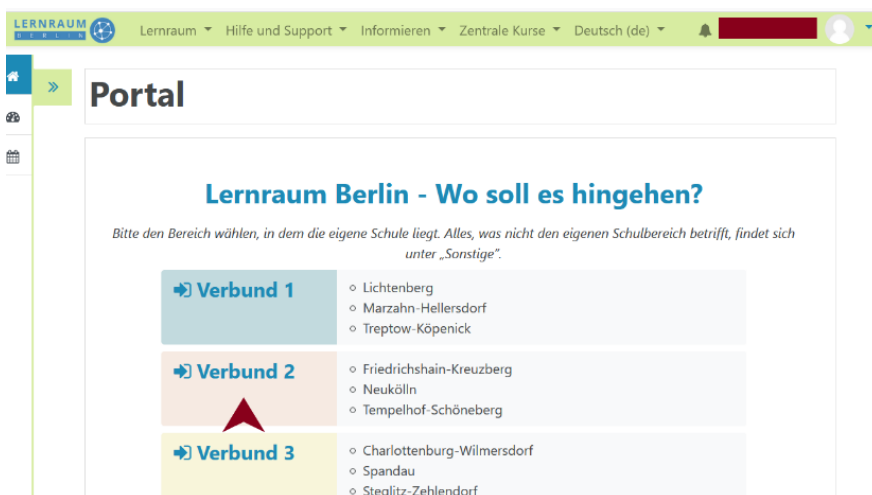 LERNRAUM
BERLIN
Lernraum Hilfe und Support Informieren Zentrale Kurse Deutsch (de)
Portal
Lernraum Berlin - Wo soll es hingehen?
Bitte den Bereich wählen, in dem die eigene Schule liegt. Alles, was nicht den eigenen Schulbereich betrifft, findet sich
unter „Sonstige“.
Verbund 1
Lichtenberg
Marzahn-Hellersdorf
Treptow-Köpenick
Verbund 2
Friedrichshain-Kreuzberg
Neukölln
Tempelhof-Schöneberg
Verbund 3
Charlottenburg-Wilmersdorf
Spandau
Steglitz-Zehlendorf